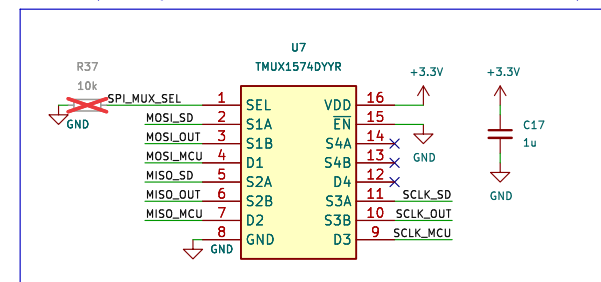 U7
TMUX1574DYYR
R37
10k
SPI_MUX_SEL
GND
MOSI_SD
MOSI_OUT
MOSI_MCU
MISO_SD
MISO_OUT
MISO_MCU
GND
1 SEL
2 S1A
3 S1B
4 D1
5 S2A
6 S2B
7 D2
8 GND
VDD 16
EN 15
S4A 14
S4B 13
D4 12
S3A 11
S3B 10
D3 9
+3.3V
GND
SCLK_SD
SCLK_OUT
SCLK_MCU
+3.3V
C17
1u
GND